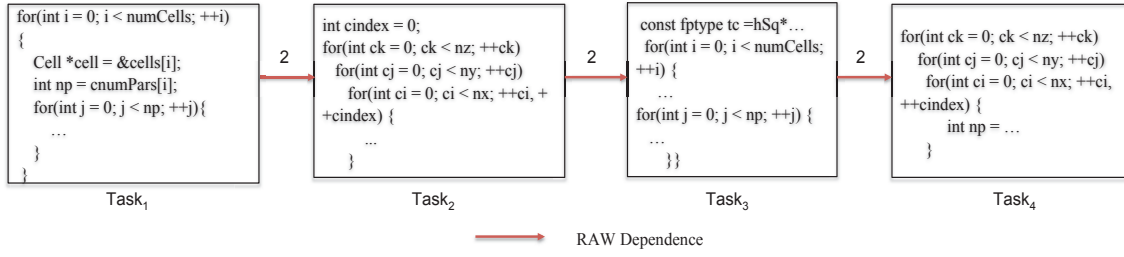 for(int i = 0; i < numCells; ++i)
{
Cell *cell = &cells[i];
int np = cnumPars[i];
for(int j = 0; j < np; ++j){
...
}
}
Task1
2
int cindex = 0;
for(int ck = 0; ck < nz; ++ck)
for(int cj = 0; cj < ny; ++cj)
for(int ci = 0; ci < nx; ++ci, +
+cindex) {
...
}
Task2
2
const fptype tc =hSq*…
for(int i = 0; i < numCells;
++i) {
…
for(int j = 0; j < np; ++j) {
…
}}
Task3
2
for(int ck = 0; ck < nz; ++ck)
for(int cj = 0; cj < ny; ++cj)
for(int ci = 0; ci < nx; ++ci,
++cindex) {
int np = …
}
Task4
RAW Dependence